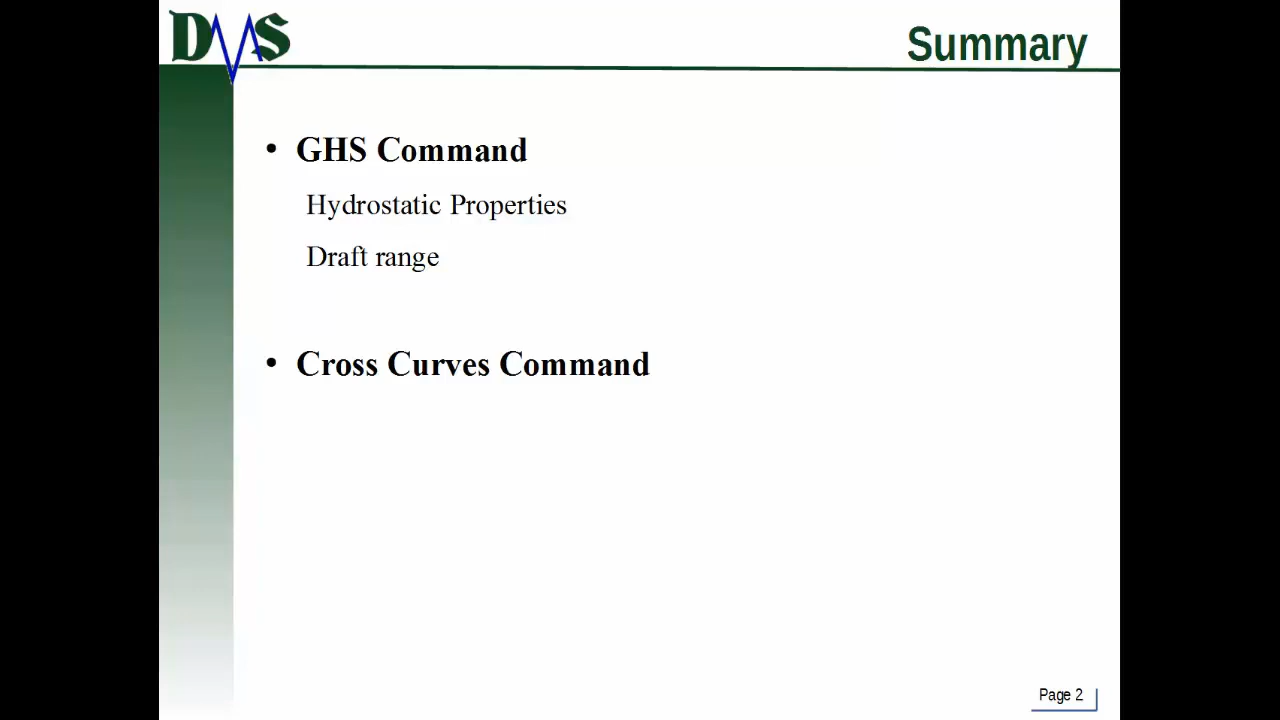 DMS
Summary
• GHS Command
Hydrostatic Properties
Draft range
• Cross Curves Command
Page 2